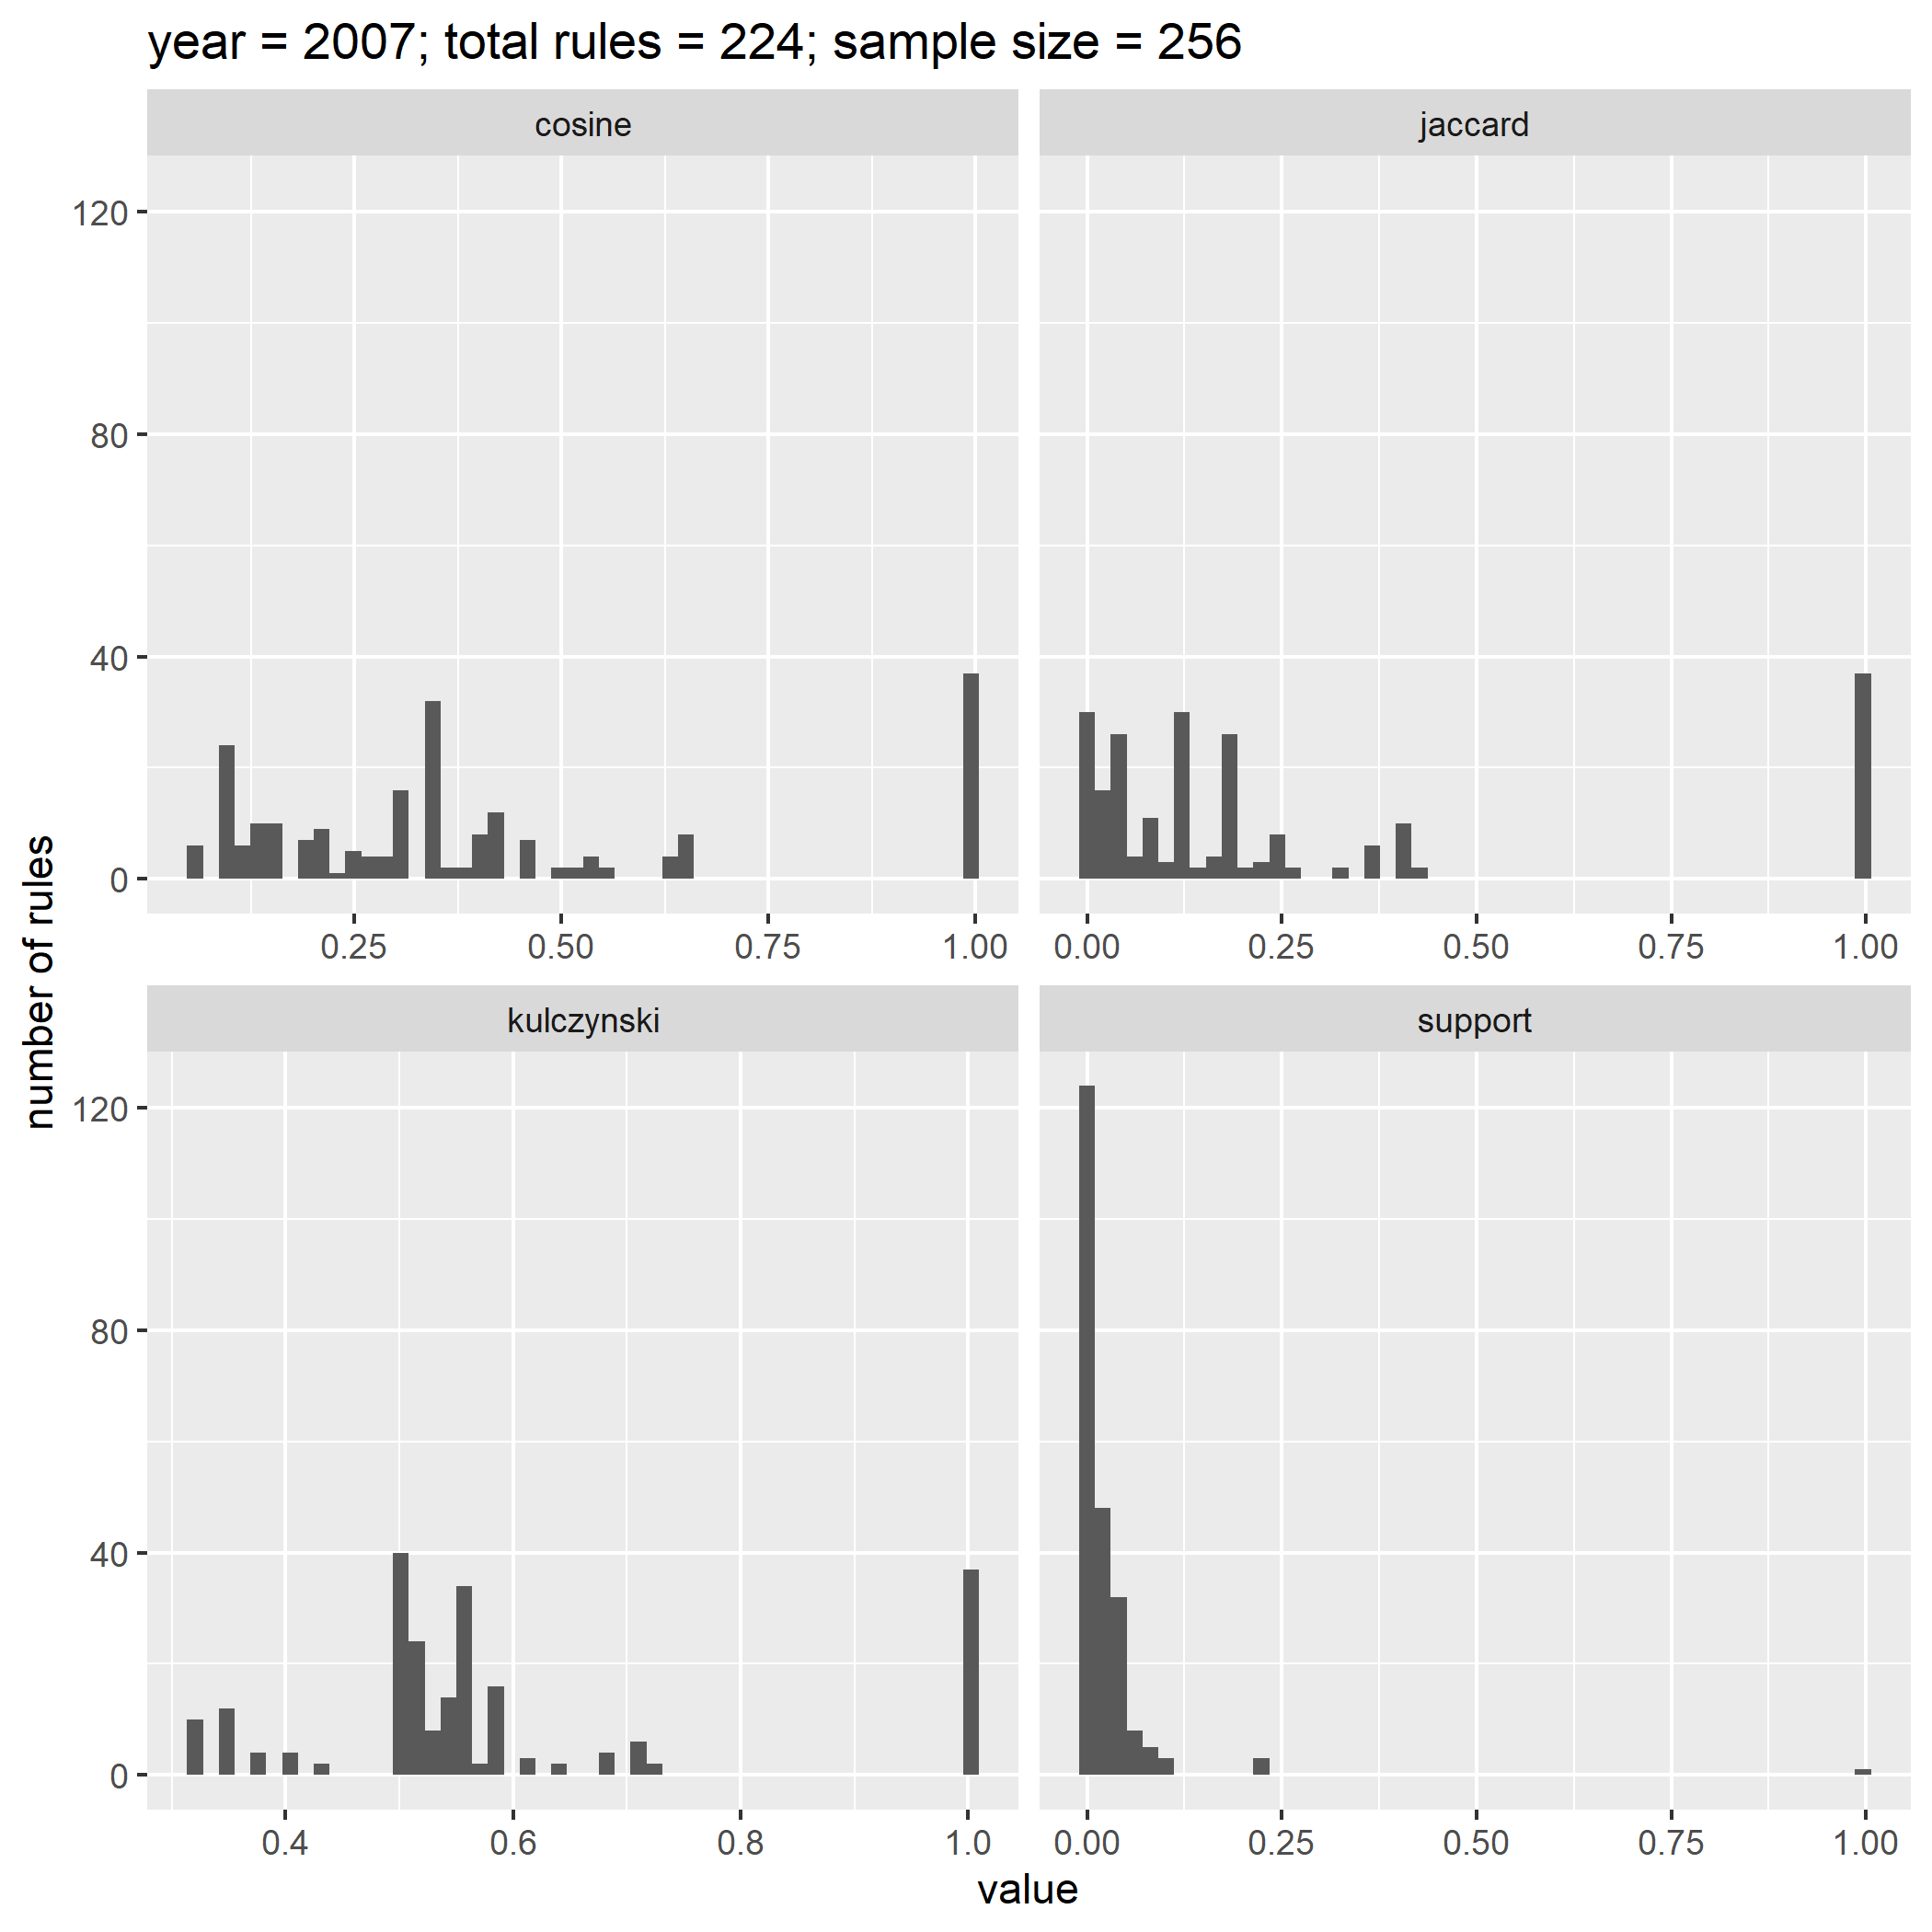 year = 2007; total rules = 224; sample size = 256
cosine
jaccard
120
80
40
0
0.25 0.50 0.75 1.00
0.00 0.25 0.50 0.75 1.00
number of rules
kulczynski
support
120
80
40
0
0.4 0.6 0.8 1.0
0.00 0.25 0.50 0.75 1.00
value